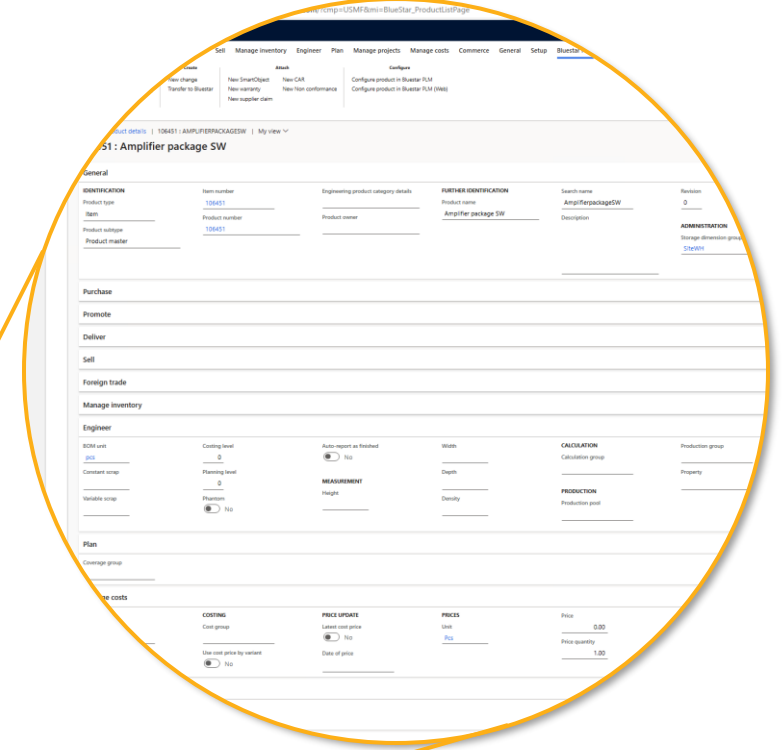 cmp=USMF&mi=BlueStar_ProductListPage
Sell Manage inventory Engineer Plan Manage projects Manage costs Commerce General Setup Bluestar
Create Attach Configure
New change New SmartObject New CAR Configure product in Bluestar PLM
Transfer to Bluestar New warranty New Non conformance Configure product in Bluestar PLM (Web)
New supplier claim
details | 106451 : AMPLIFIERPACKAGESW | My view
51 : Amplifier package SW
General
IDENTIFICATION Item number Engineering product category details FURTHER IDENTIFICATION Search name Revision
Product type 106451 Product name AmplifierpackageSW 0
Item Product number Product owner Amplifier package SW Description
Product subtype 106451 ADMINISTRATION
Product master Storage dimension group
SiteWH
Purchase
Promote
Deliver
Sell
Foreign trade
Manage inventory
Engineer
BOM unit Costing level Auto-report as finished Width CALCULATION Production group
pcs 0 No Calculation group
Constant scrap Planning level Depth Property
0 MEASUREMENT
Variable scrap Phantom Height Density PRODUCTION
No Production pool
Plan
Coverage group
costs
COSTING PRICE UPDATE PRICES Price
Cost group Latest cost price Unit 0.00
No Pcs Price quantity
Use cost price by variant Date of price 1.00
No